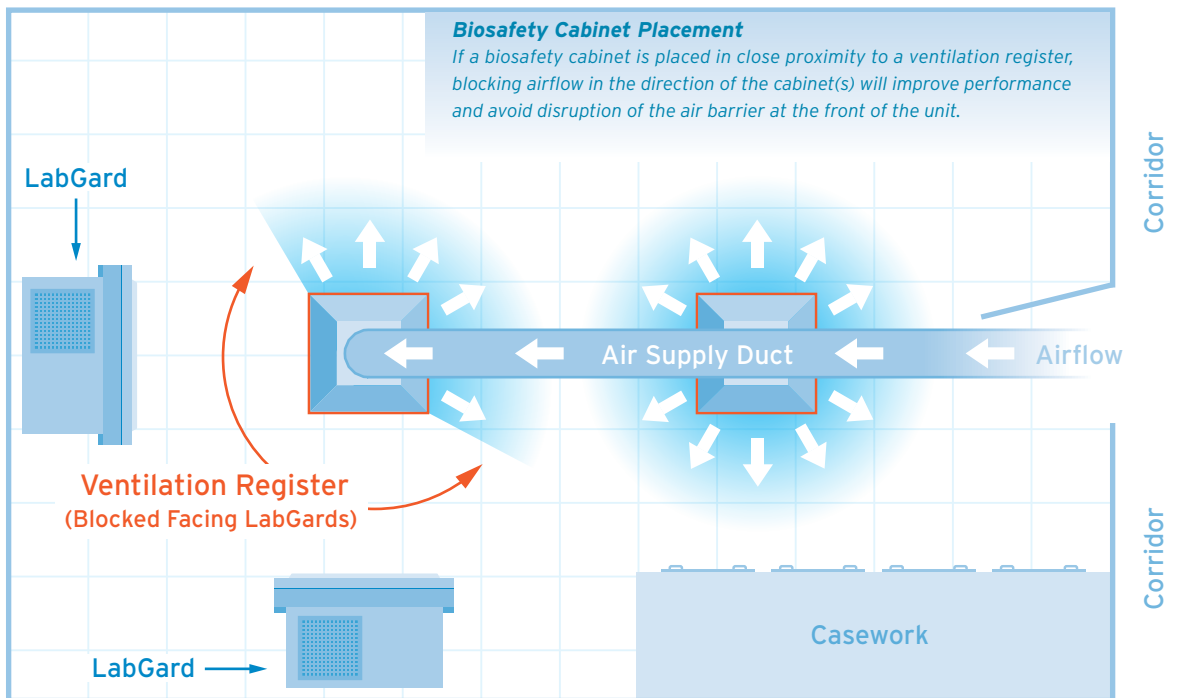 Biosafety Cabinet Placement
If a biosafety cabinet is placed in close proximity to a ventilation register,
blocking airflow in the direction of the cabinet(s) will improve performance
and avoid disruption of the air barrier at the front of the unit.
Corridor
LabGard
Air Supply Duct
Airflow
Ventilation Register
(Blocked Facing LabGards)
Corridor
Casework
LabGard